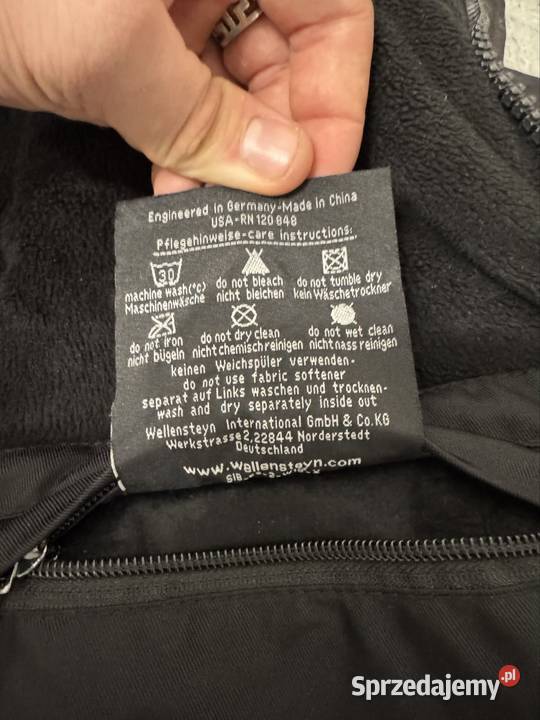 Engineered in Germany-Made in China
USA-RN 120 848
Pflegehinweise-care instructions:
30
machine wash(°C) do not bleach do not tumble dry
Maschinenwäsche nicht bleichen kein Wäschetrockner
do not iron do not dry clean do not wet clean
nicht bügeln nicht chemisch reinigen nicht nass reinigen
keinen Weichspüler verwenden-
do not use fabric softener
separat auf Links waschen und trocknen-
wash and dry separately inside out
Wellensteyn International GmbH & Co.KG
Werkstrasse 2, 22844 Norderstedt
Deutschland
www.wellensteyn.com
Sprzedajemy.pl